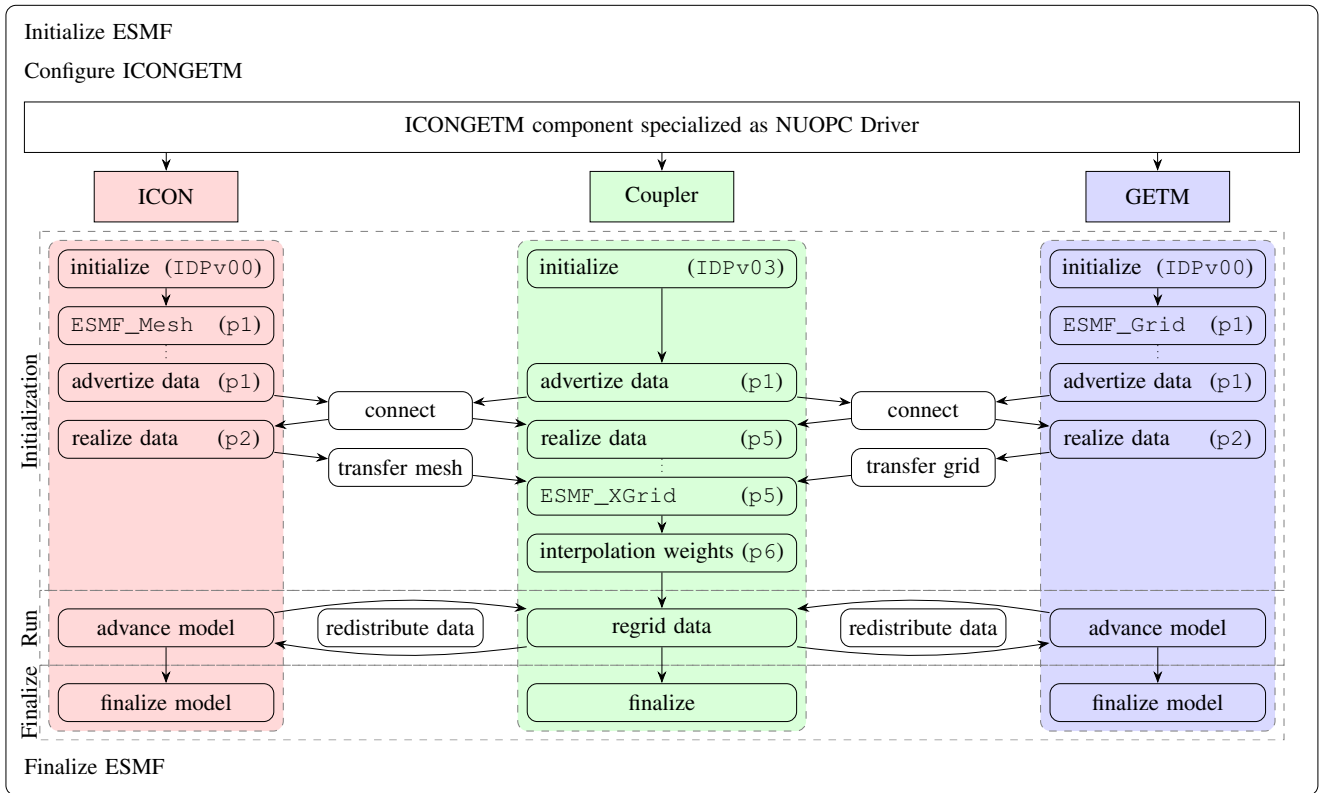 Initialize ESMF
Configure ICONGETM
ICONGETM component specialized as NUOPC Driver
ICON
Coupler
GETM
Initialization
initialize (IDPv00)
initialize (IDPv03)
initialize (IDPv00)
ESMF_Mesh (p1)
ESMF_Grid (p1)
advertize data (p1)
advertize data (p1)
advertize data (p1)
connect
connect
realize data (p2)
realize data (p5)
realize data (p2)
transfer mesh
transfer grid
ESMF_XGrid (p5)
interpolation weights (p6)
Run
advance model
redistribute data
regrid data
redistribute data
advance model
Finalize
finalize model
finalize
finalize model
Finalize ESMF